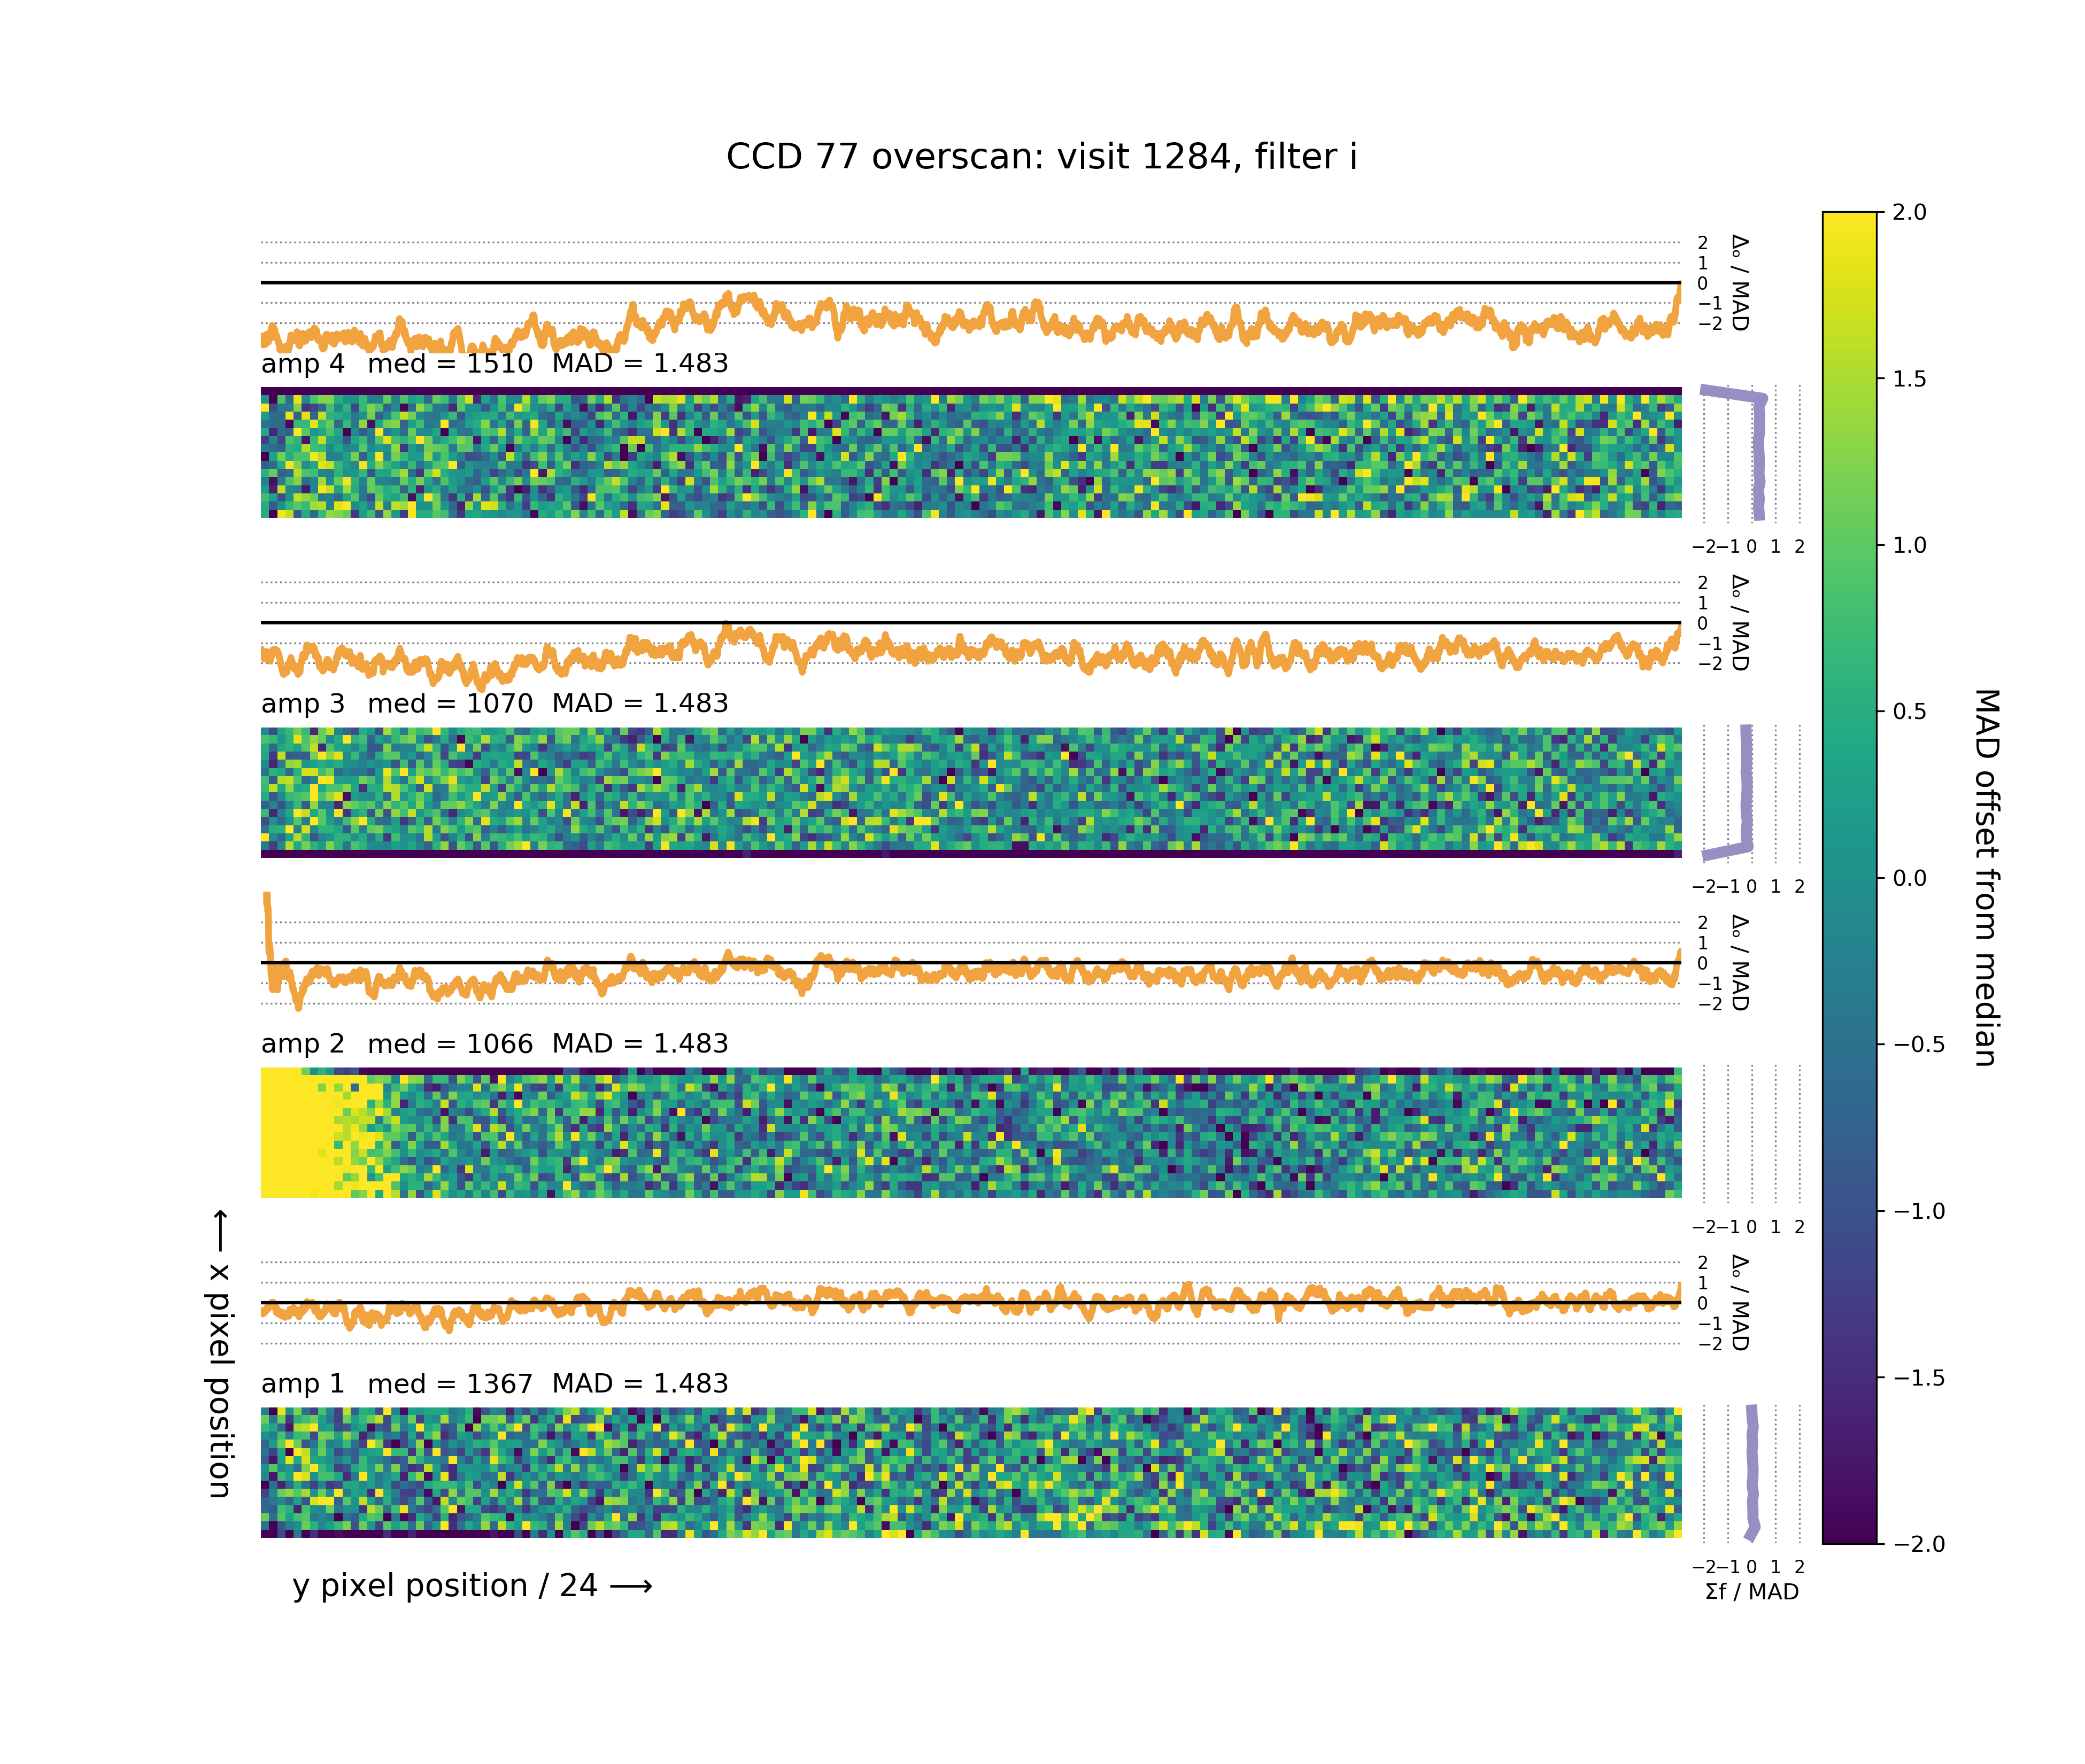 CCD 77 overscan: visit 1284, filter i
2
1
0
−1
−2
Δₒ / MAD
amp 4 med = 1510 MAD = 1.483
−2 −1 0 1 2
2
1
0
−1
−2
Δₒ / MAD
amp 3 med = 1070 MAD = 1.483
−2 −1 0 1 2
2
1
0
−1
−2
Δₒ / MAD
amp 2 med = 1066 MAD = 1.483
−2 −1 0 1 2
2
1
0
−1
−2
Δₒ / MAD
amp 1 med = 1367 MAD = 1.483
−2 −1 0 1 2
Σf / MAD
x pixel position ⟶
y pixel position / 24 ⟶
2.0
1.5
1.0
0.5
0.0
−0.5
−1.0
−1.5
−2.0
MAD offset from median